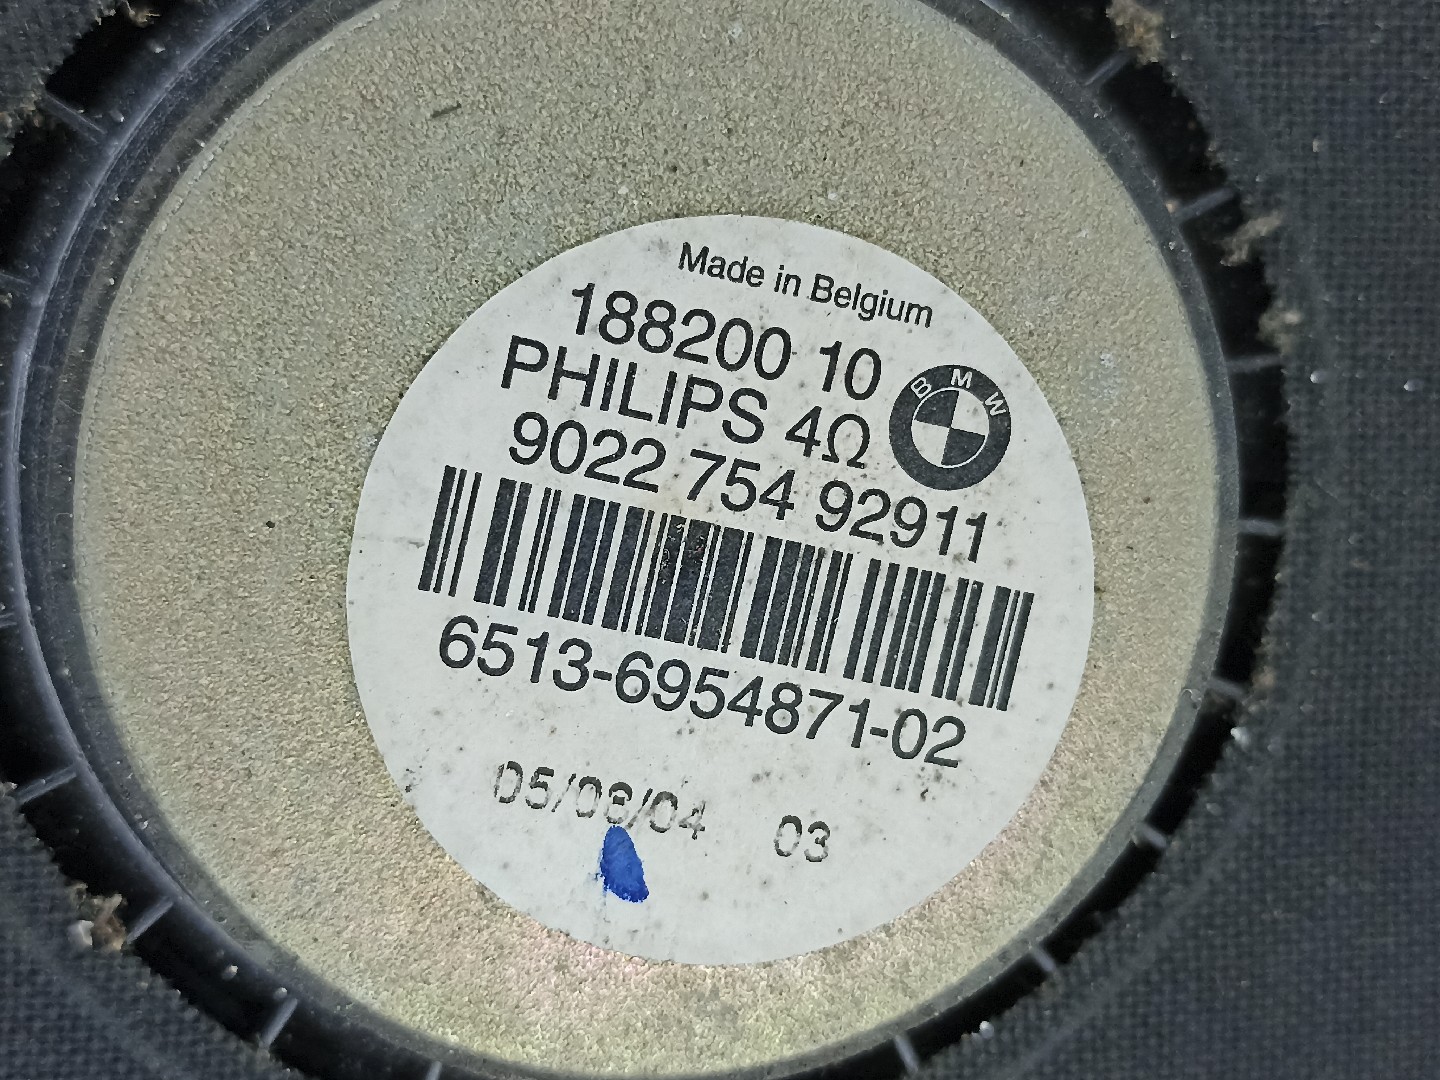 Made in Belgium
188200 10
BMW
PHILIPS 4Ω
9022 754 92911
6513-6954871-02
05/08/04 03